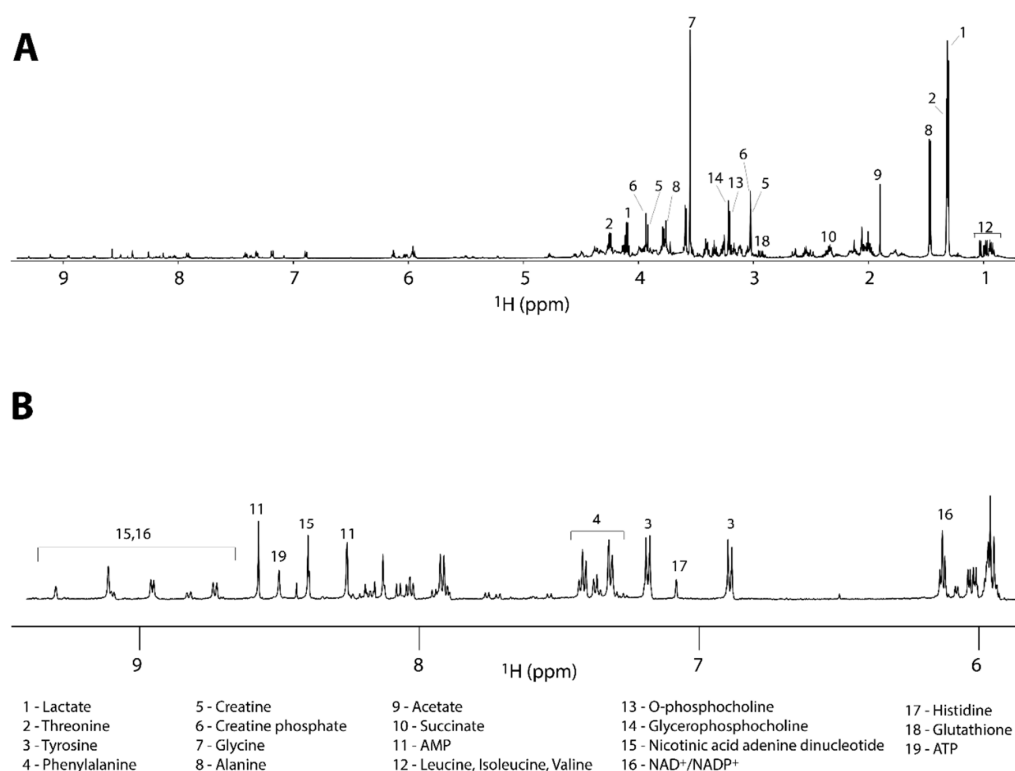 A
7
1
2
8
6
5
14
13
6
5
8
9
2
1
18
10
12
9
8
7
6
5
4
3
2
1
¹H (ppm)
B
15,16
11
19
15
11
4
3
17
3
16
9
8
7
6
¹H (ppm)
1 - Lactate
2 - Threonine
3 - Tyrosine
4 - Phenylalanine
5 - Creatine
6 - Creatine phosphate
7 - Glycine
8 - Alanine
9 - Acetate
10 - Succinate
11 - AMP
12 - Leucine, Isoleucine, Valine
13 - O-phosphocholine
14 - Glycerophosphocholine
15 - Nicotinic acid adenine dinucleotide
16 - NAD⁺/NADP⁺
17 - Histidine
18 - Glutathione
19 - ATP